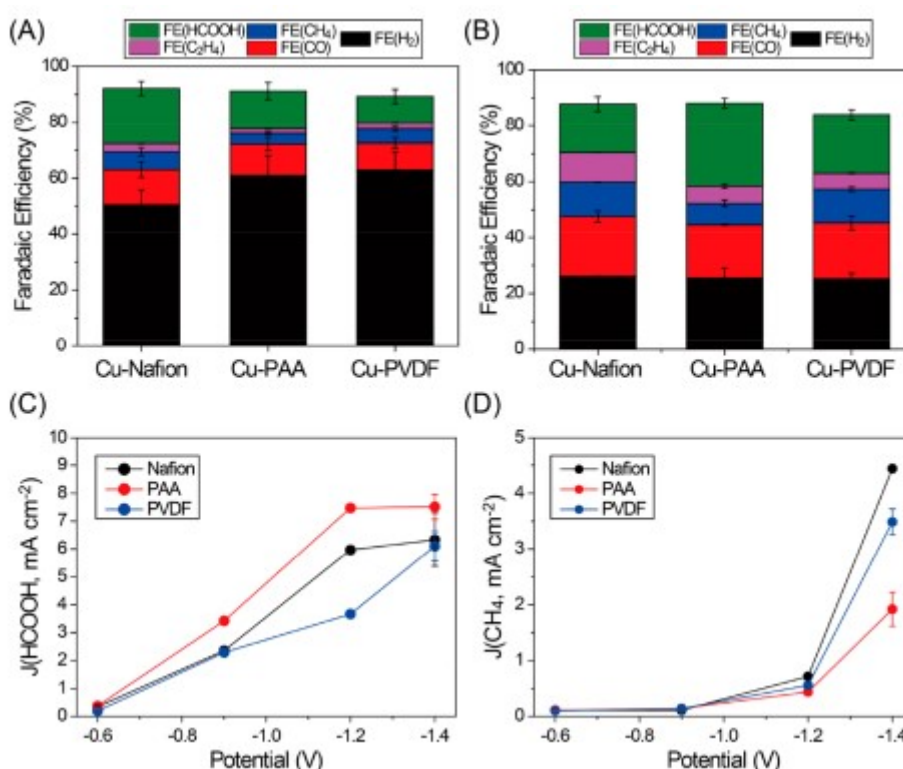 (A)
FE(HCOOH) FE(CH₄) FE(H₂)
FE(C₂H₄) FE(CO)
Faradaic Efficiency (%)
100
80
60
40
20
0
Cu-Nafion Cu-PAA Cu-PVDF
(B)
FE(HCOOH) FE(CH₄) FE(H₂)
FE(C₂H₄) FE(CO)
Faradaic Efficiency (%)
100
80
60
40
20
0
Cu-Nafion Cu-PAA Cu-PVDF
(C)
Nafion
PAA
PVDF
J(HCOOH, mA cm⁻²)
10
9
8
7
6
5
4
3
2
1
0
-0.6 -0.8 -1.0 -1.2 -1.4
Potential (V)
(D)
Nafion
PAA
PVDF
J(CH₄, mA cm⁻²)
5
4
3
2
1
0
-0.6 -0.8 -1.0 -1.2 -1.4
Potential (V)